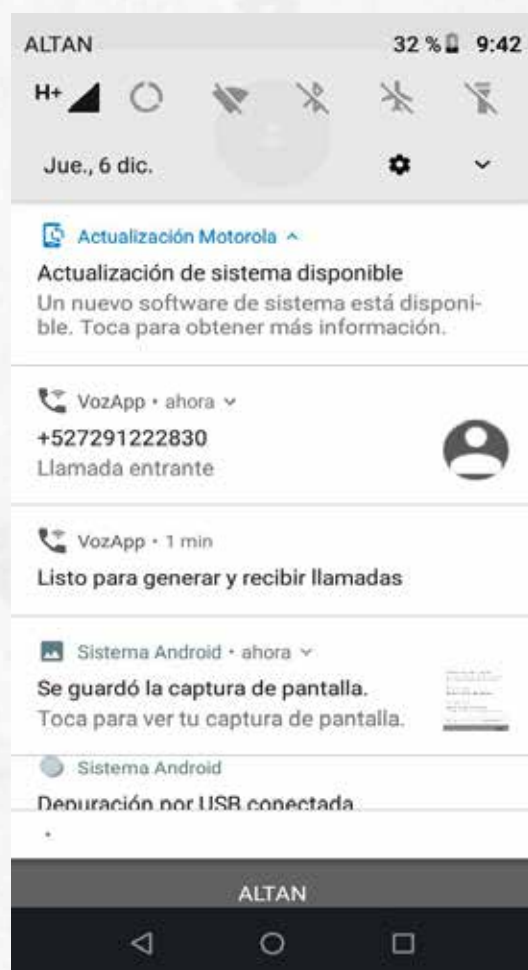 ALTAN 32 % 9:42
H+
Jue., 6 dic.
Actualización Motorola
Actualización de sistema disponible
Un nuevo software de sistema está disponi-
ble. Toca para obtener más información.
VozApp • ahora
+527291222830
Llamada entrante
VozApp • 1 min
Listo para generar y recibir llamadas
Sistema Android • ahora
Se guardó la captura de pantalla.
Toca para ver tu captura de pantalla.
Sistema Android
Depuración por USB conectada
ALTAN